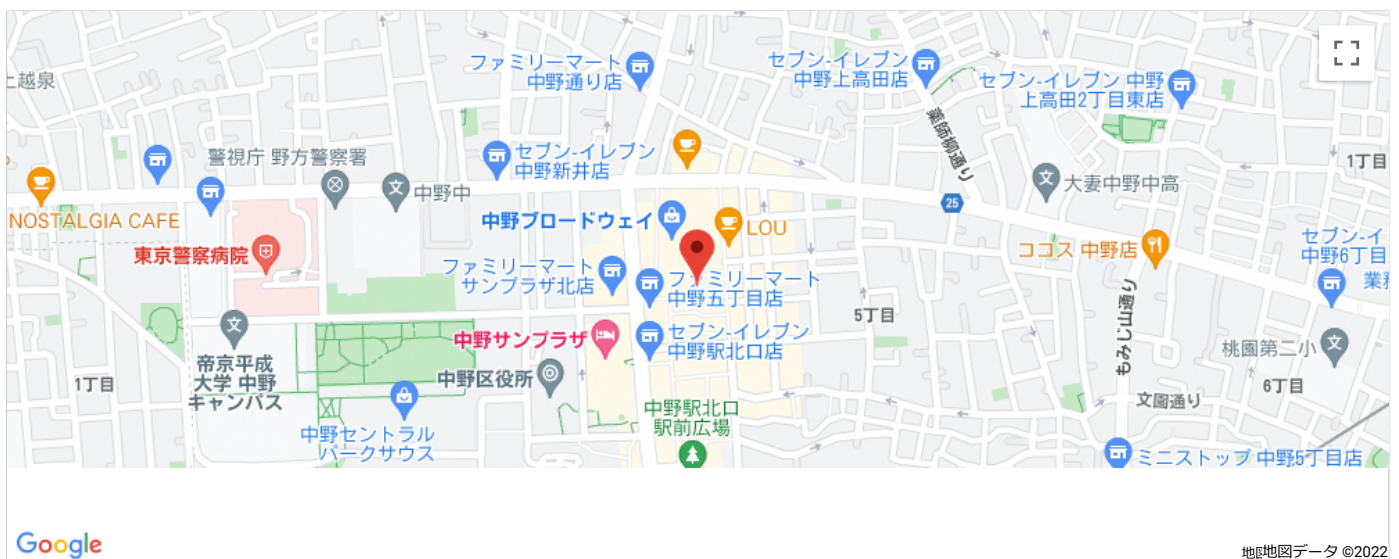 ファミリーマート
中野通り店
セブン-イレブン
中野上高田店
セブン-イレブン 中野
上高田2丁目東店
上越泉
薬師柳通り
警視庁 野方警察署
セブン-イレブン
中野新井店
1丁目
中野中
大妻中野中高
25
NOSTALGIA CAFE
中野ブロードウェイ
LOU
東京警察病院
ココス 中野店
セブン-イ
中野6丁目
ファミリーマート
サンプラザ北店
ファミリーマート
中野五丁目店
業務
もみじ山通り
5丁目
中野サンプラザ
セブン-イレブン
中野駅北口店
桃園第二小
帝京平成
大学 中野
キャンパス
1丁目
中野区役所
6丁目
文園通り
中野駅北口
駅前広場
中野セントラル
パークサウス
ミニストップ 中野5丁目店
Google
地図データ ©2022